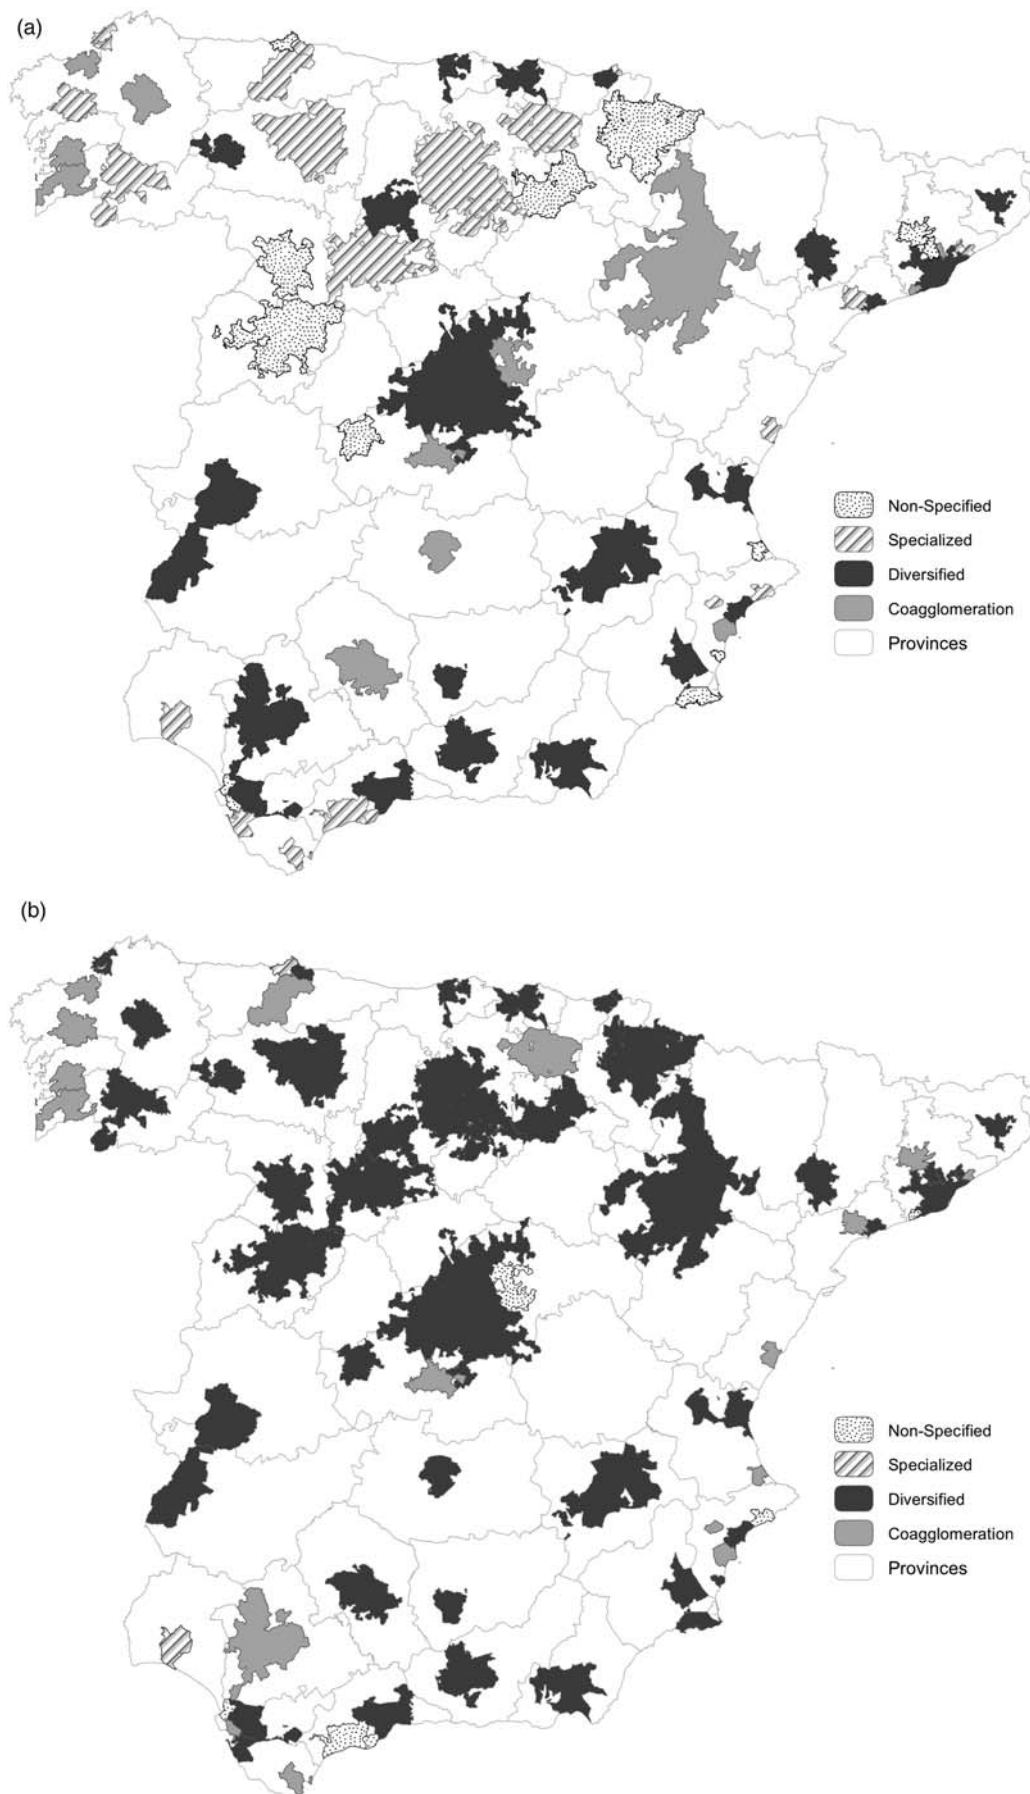 (a)
Non-Specified
Specialized
Diversified
Coagglomeration
Provinces
(b)
Non-Specified
Specialized
Diversified
Coagglomeration
Provinces